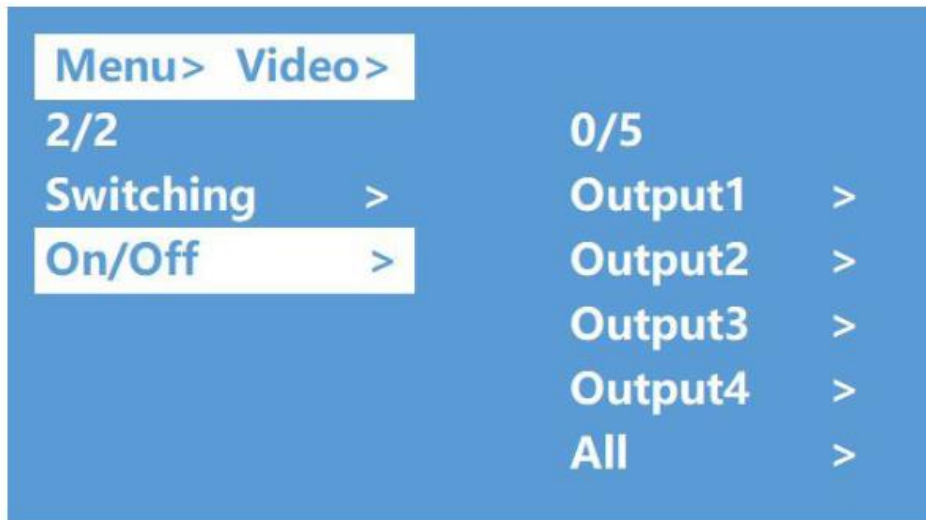 Menu> Video>
2/2
Switching >
On/Off >
0/5
Output1 >
Output2 >
Output3 >
Output4 >
All >